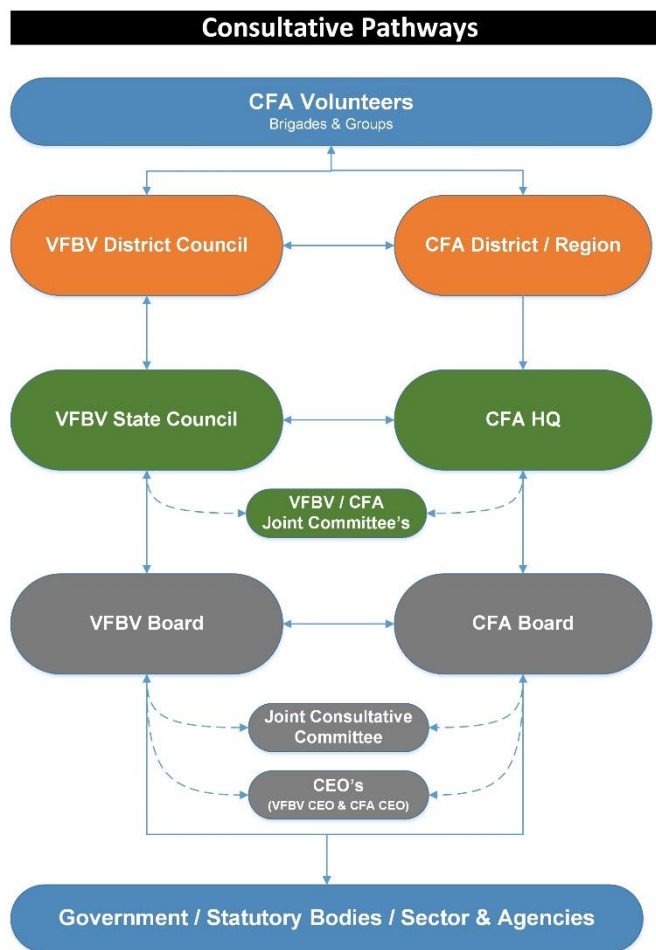 Consultative Pathways
CFA Volunteers
Brigades & Groups
VFBV District Council
CFA District / Region
VFBV State Council
CFA HQ
VFBV / CFA
Joint Committee's
VFBV Board
CFA Board
Joint Consultative
Committee
CEO's
(VFBV CEO & CFA CEO)
Government / Statutory Bodies / Sector & Agencies